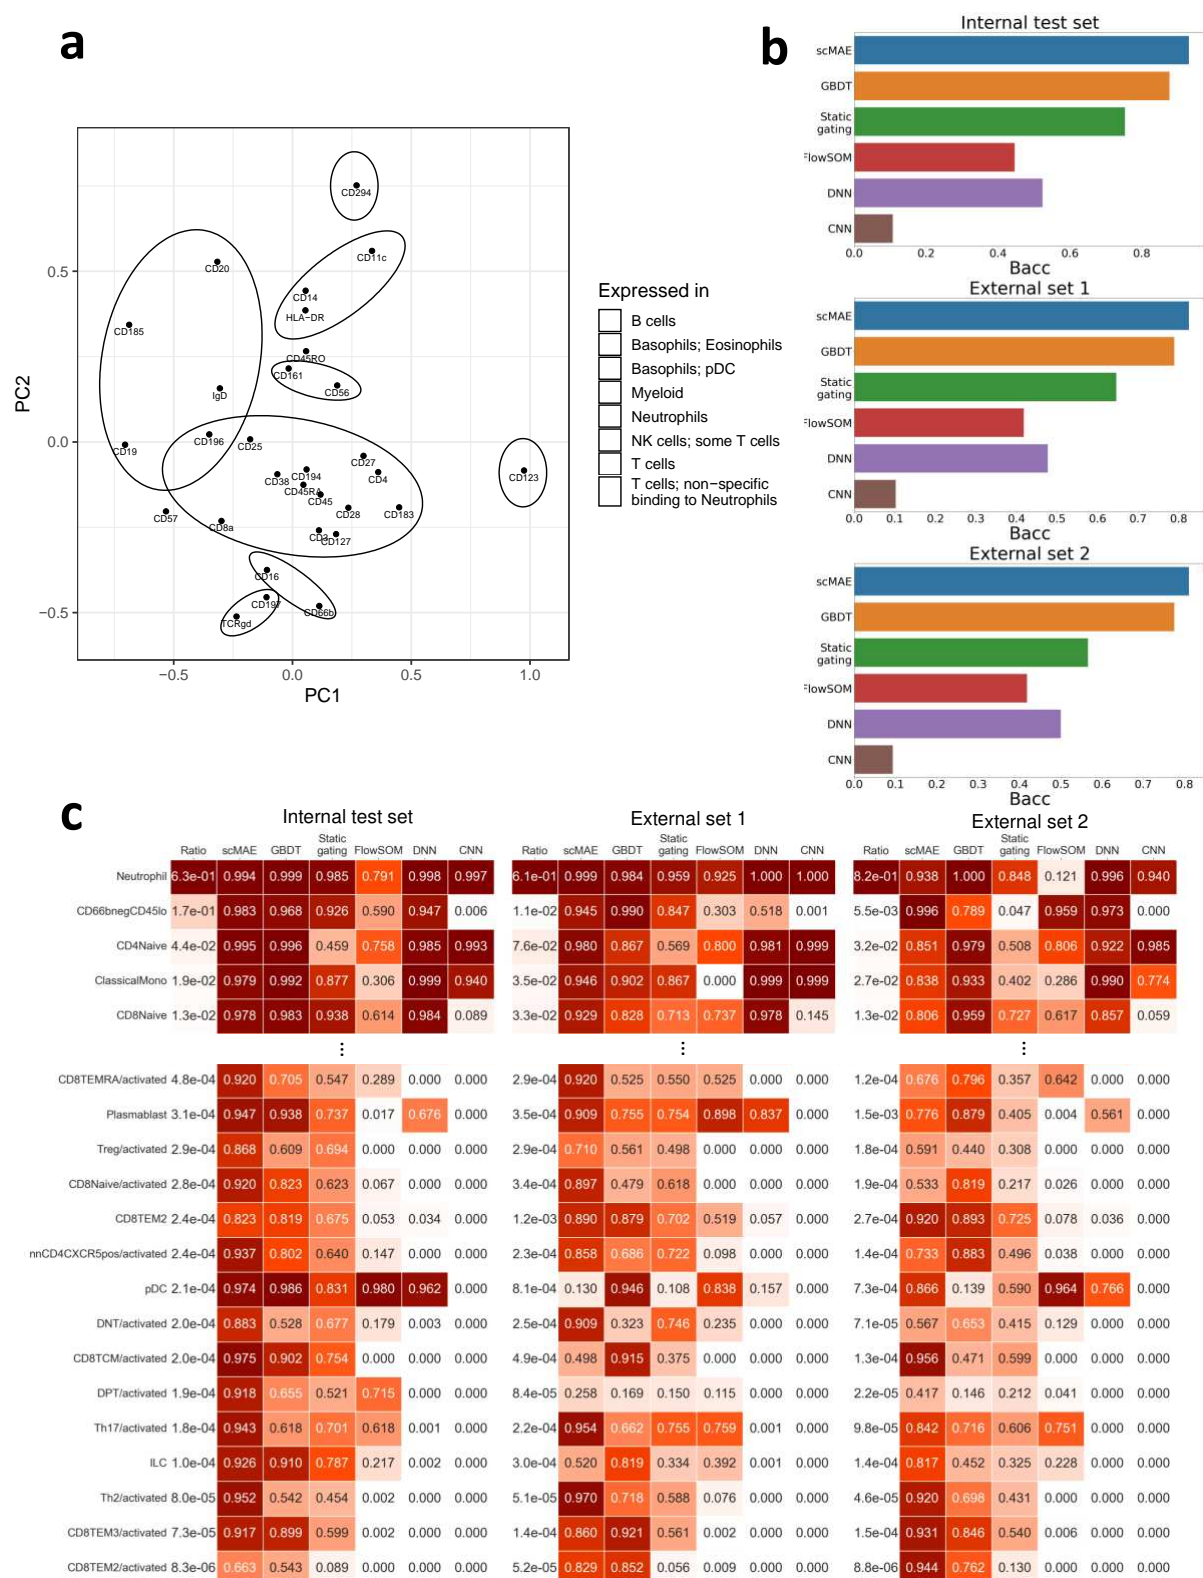 a
CD294
CD11c
CD20
CD14
HLA−DR
CD185
CD45RO
CD161
CD56
IgD
CD196
CD25
CD19
CD27
CD4
CD123
CD38
CD194
CD45RA
CD45
CD28
CD183
CD57
CD8a
CD3
CD127
CD16
CD197
CD66b
TCRgd
0.5
0.0
−0.5
PC2
−0.5 0.0 0.5 1.0
PC1
Expressed in
B cells
Basophils; Eosinophils
Basophils; pDC
Myeloid
Neutrophils
NK cells; some T cells
T cells
T cells; non−specific
binding to Neutrophils
b
Internal test set
scMAE
GBDT
Static
gating
FlowSOM
DNN
CNN
0.0 0.2 0.4 0.6 0.8
Bacc
External set 1
scMAE
GBDT
Static
gating
FlowSOM
DNN
CNN
0.0 0.1 0.2 0.3 0.4 0.5 0.6 0.7 0.8
Bacc
External set 2
scMAE
GBDT
Static
gating
FlowSOM
DNN
CNN
0.0 0.1 0.2 0.3 0.4 0.5 0.6 0.7 0.8
Bacc
c
Internal test set External set 1 External set 2
Ratio scMAE GBDT Static gating FlowSOM DNN CNN Ratio scMAE GBDT Static gating FlowSOM DNN CNN Ratio scMAE GBDT Static gating FlowSOM DNN CNN
Neutrophil 6.3e-01 0.994 0.999 0.985 0.791 0.998 0.997 6.1e-01 0.999 0.984 0.959 0.925 1.000 1.000 8.2e-01 0.938 1.000 0.848 0.121 0.996 0.940
CD66bnegCD45lo 1.7e-01 0.983 0.968 0.926 0.590 0.947 0.006 1.1e-02 0.945 0.990 0.847 0.303 0.518 0.001 5.5e-03 0.996 0.789 0.047 0.959 0.973 0.000
CD4Naive 4.4e-02 0.995 0.996 0.459 0.758 0.985 0.993 7.6e-02 0.980 0.867 0.569 0.800 0.981 0.999 3.2e-02 0.851 0.979 0.508 0.806 0.922 0.985
ClassicalMono 1.9e-02 0.979 0.992 0.877 0.306 0.999 0.940 3.5e-02 0.946 0.902 0.867 0.000 0.999 0.999 2.7e-02 0.838 0.933 0.402 0.286 0.990 0.774
CD8Naive 1.3e-02 0.978 0.983 0.938 0.614 0.984 0.089 3.3e-02 0.929 0.828 0.713 0.737 0.978 0.145 1.3e-02 0.806 0.959 0.727 0.617 0.857 0.059
⋮ ⋮ ⋮
CD8TEMRA/activated 4.8e-04 0.920 0.705 0.547 0.289 0.000 0.000 2.9e-04 0.920 0.525 0.550 0.525 0.000 0.000 1.2e-04 0.676 0.796 0.357 0.642 0.000 0.000
Plasmablast 3.1e-04 0.947 0.938 0.737 0.017 0.676 0.000 3.5e-04 0.909 0.755 0.754 0.898 0.837 0.000 1.5e-03 0.776 0.879 0.405 0.004 0.561 0.000
Treg/activated 2.9e-04 0.868 0.609 0.694 0.000 0.000 0.000 2.9e-04 0.710 0.561 0.498 0.000 0.000 0.000 1.8e-04 0.591 0.440 0.308 0.000 0.000 0.000
CD8Naive/activated 2.8e-04 0.920 0.823 0.623 0.067 0.000 0.000 3.4e-04 0.897 0.479 0.618 0.000 0.000 0.000 1.9e-04 0.533 0.819 0.217 0.026 0.000 0.000
CD8TEM2 2.4e-04 0.823 0.819 0.675 0.053 0.034 0.000 1.2e-03 0.890 0.879 0.702 0.519 0.057 0.000 2.7e-04 0.920 0.893 0.725 0.078 0.036 0.000
nnCD4CXCR5pos/activated 2.4e-04 0.937 0.802 0.640 0.147 0.000 0.000 2.3e-04 0.858 0.686 0.722 0.098 0.000 0.000 1.4e-04 0.733 0.883 0.496 0.038 0.000 0.000
pDC 2.1e-04 0.974 0.986 0.831 0.980 0.962 0.000 8.1e-04 0.130 0.946 0.108 0.838 0.157 0.000 7.3e-04 0.866 0.139 0.590 0.964 0.766 0.000
DNT/activated 2.0e-04 0.883 0.528 0.677 0.179 0.003 0.000 2.5e-04 0.909 0.323 0.746 0.235 0.000 0.000 7.1e-05 0.567 0.653 0.415 0.129 0.000 0.000
CD8TCM/activated 2.0e-04 0.975 0.902 0.754 0.000 0.000 0.000 4.9e-04 0.498 0.915 0.375 0.000 0.000 0.000 1.3e-04 0.956 0.471 0.599 0.000 0.000 0.000
DPT/activated 1.9e-04 0.918 0.655 0.521 0.715 0.000 0.000 8.4e-05 0.258 0.169 0.150 0.115 0.000 0.000 2.2e-05 0.417 0.146 0.212 0.041 0.000 0.000
Th17/activated 1.8e-04 0.943 0.618 0.701 0.618 0.001 0.000 2.2e-04 0.954 0.662 0.755 0.759 0.001 0.000 9.8e-05 0.842 0.716 0.606 0.751 0.000 0.000
ILC 1.0e-04 0.926 0.910 0.787 0.217 0.002 0.000 3.0e-04 0.520 0.819 0.334 0.392 0.001 0.000 1.4e-04 0.817 0.452 0.325 0.228 0.000 0.000
Th2/activated 8.0e-05 0.952 0.542 0.454 0.002 0.000 0.000 5.1e-05 0.970 0.718 0.588 0.076 0.000 0.000 4.6e-05 0.920 0.698 0.431 0.000 0.000 0.000
CD8TEM3/activated 7.3e-05 0.917 0.899 0.599 0.002 0.000 0.000 1.4e-04 0.860 0.921 0.561 0.002 0.000 0.000 1.5e-04 0.931 0.846 0.540 0.006 0.000 0.000
CD8TEM2/activated 8.3e-06 0.663 0.543 0.089 0.000 0.000 0.000 5.2e-05 0.829 0.852 0.056 0.009 0.000 0.000 8.8e-06 0.944 0.762 0.130 0.000 0.000 0.000